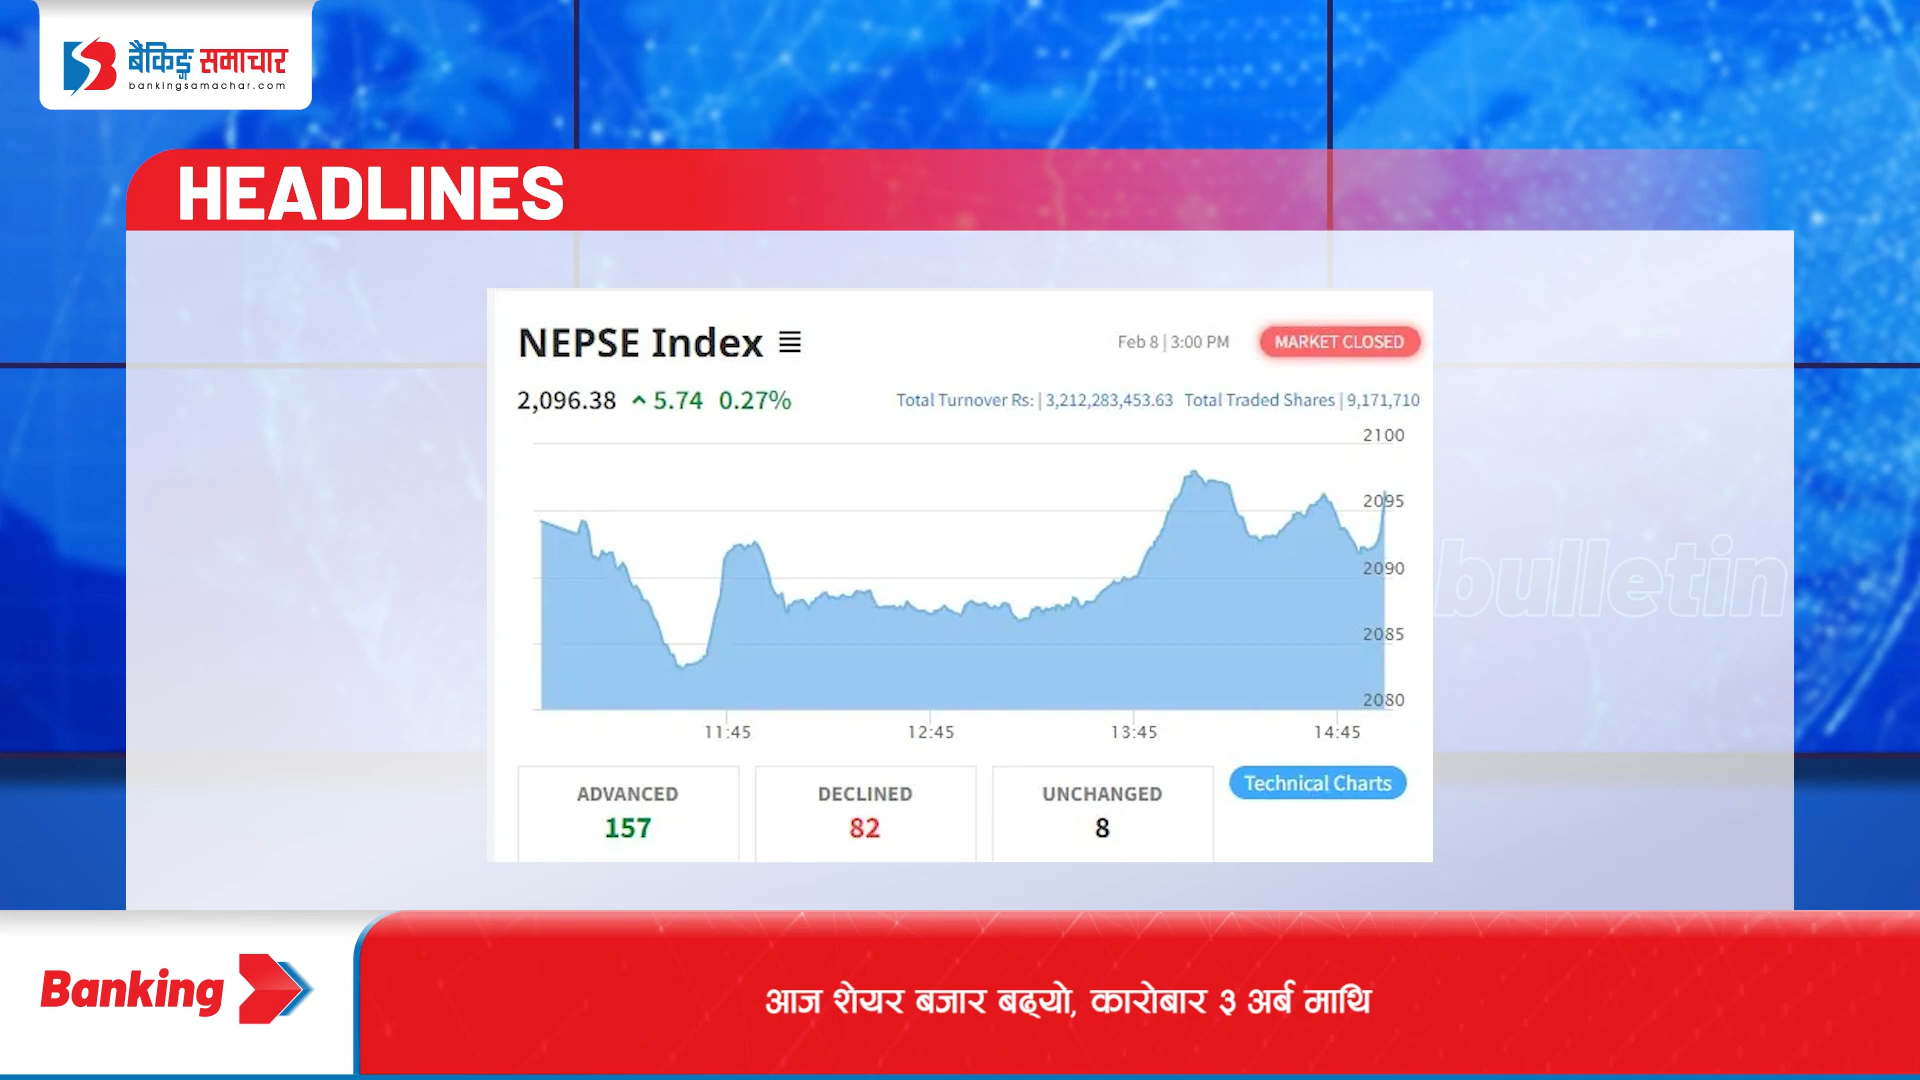 बैंकिङ्ग समाचार
bankingsamachar.com
HEADLINES
NEPSE Index
Feb 8 | 3:00 PM
MARKET CLOSED
2,096.38 5.74 0.27%
Total Turnover Rs: | 3,212,283,453.63 Total Traded Shares | 9,171,710
2100
2095
2090
2085
2080
11:45 12:45 13:45 14:45
ADVANCED
157
DECLINED
82
UNCHANGED
8
Technical Charts
bulletin
Banking
आज शेयर बजार बढ्यो, कारोबार ३ अर्ब माथि